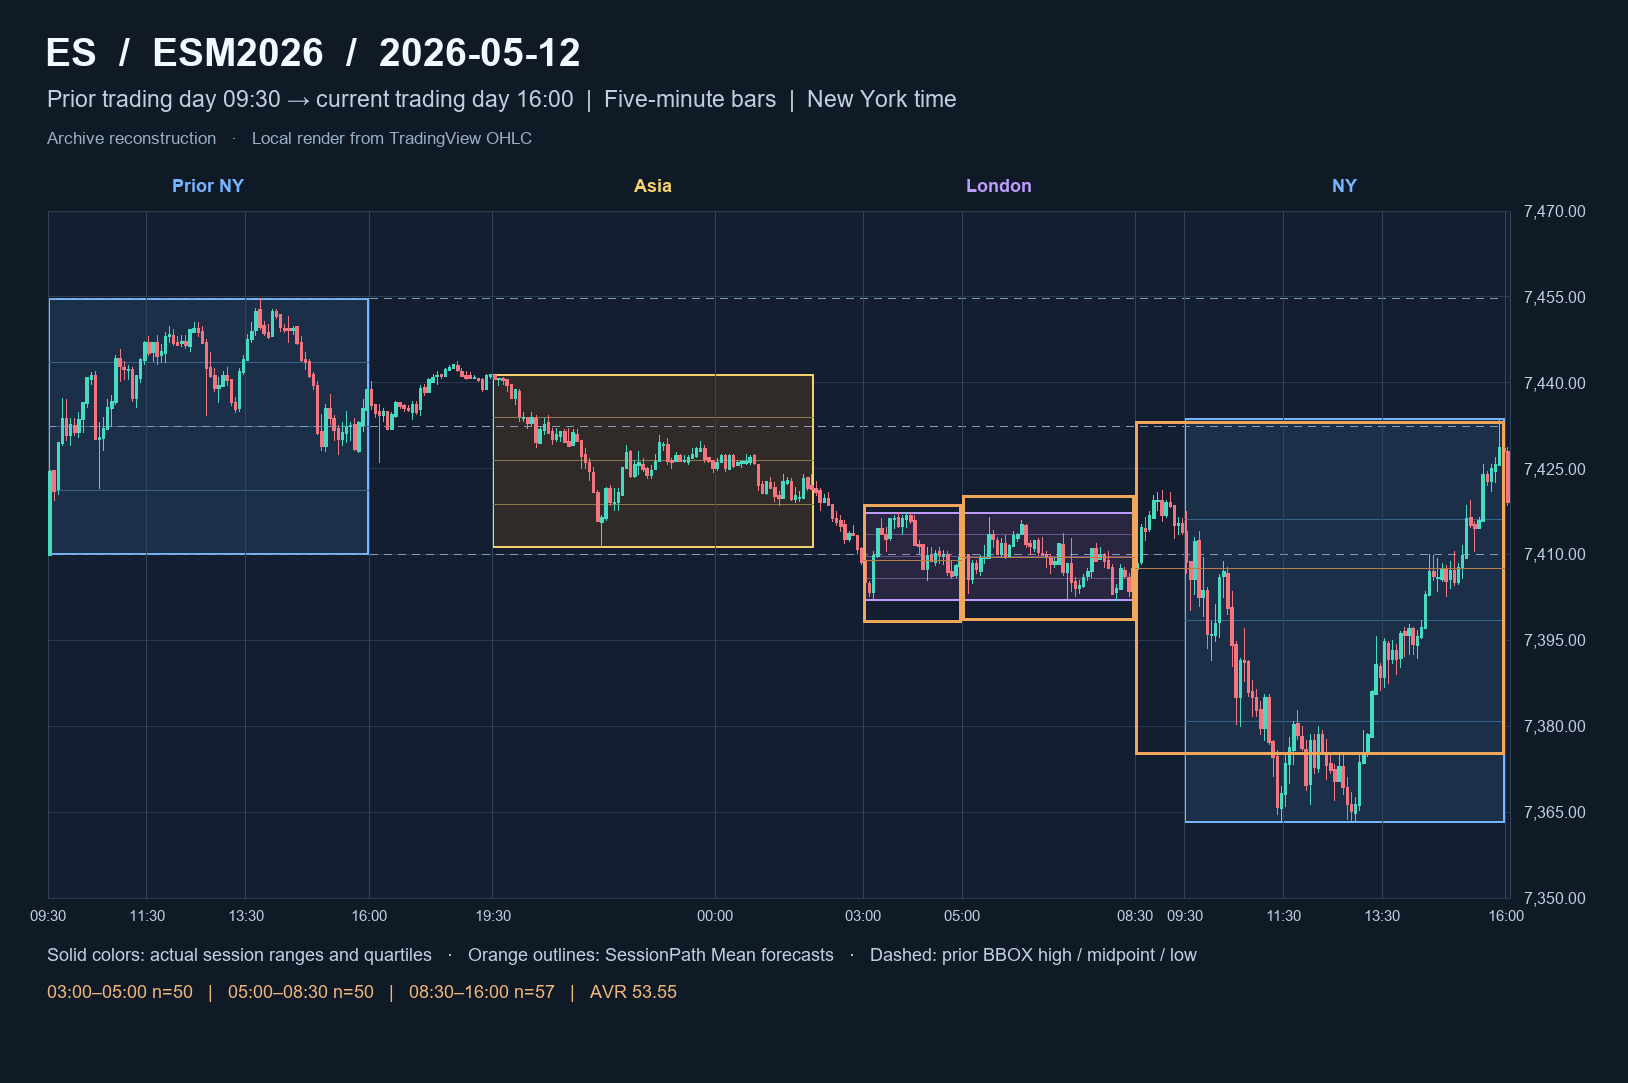 ES / ESM2026 / 2026-05-12
Prior trading day 09:30 → current trading day 16:00 | Five-minute bars | New York time
Archive reconstruction · Local render from TradingView OHLC
Prior NY Asia London NY
7,470.00
7,455.00
7,440.00
7,425.00
7,410.00
7,395.00
7,380.00
7,365.00
7,350.00
09:30 11:30 13:30 16:00 19:30 00:00 03:00 05:00 08:30 09:30 11:30 13:30 16:00
Solid colors: actual session ranges and quartiles · Orange outlines: SessionPath Mean forecasts · Dashed: prior BBOX high / midpoint / low
03:00–05:00 n=50 | 05:00–08:30 n=50 | 08:30–16:00 n=57 | AVR 53.55